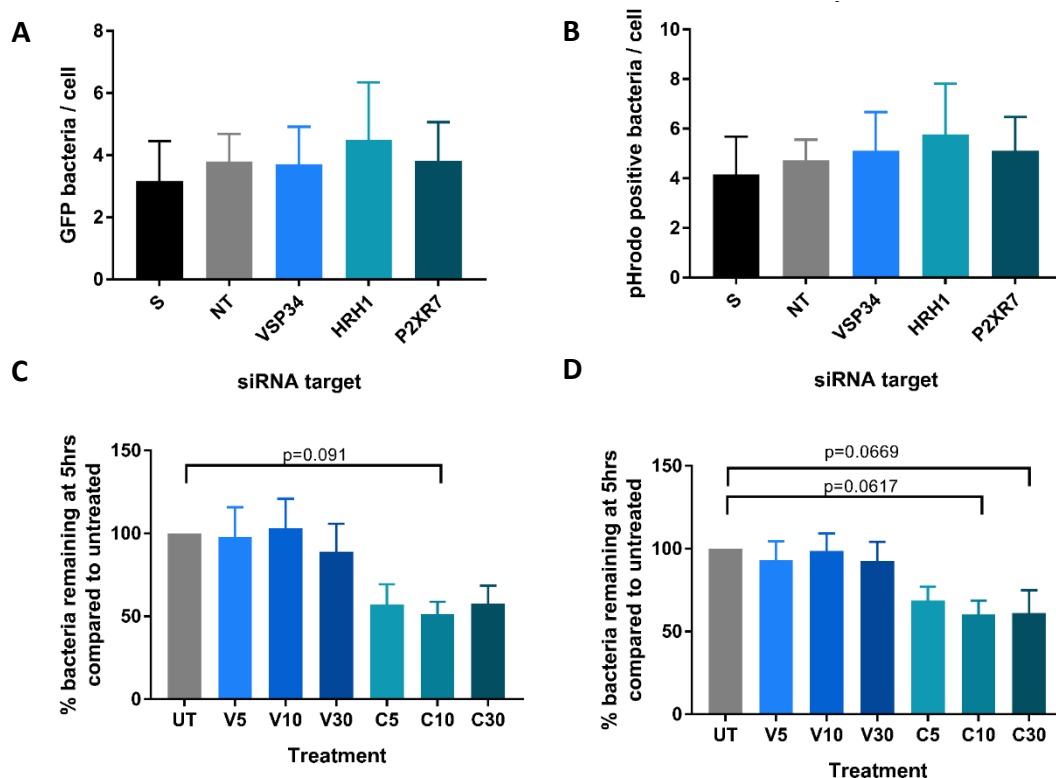 A
GFP bacteria / cell
8
6
4
2
0
S
NT
VSP34
HRH1
P2XR7
siRNA target
B
pHrodo positive bacteria / cell
10
8
6
4
2
0
S
NT
VSP34
HRH1
P2XR7
siRNA target
C
% bacteria remaining at 5hrs
compared to untreated
150
100
50
0
p=0.091
UT V5 V10 V30 C5 C10 C30
Treatment
D
% bacteria remaining at 5hrs
compared to untreated
150
100
50
0
p=0.0669
p=0.0617
UT V5 V10 V30 C5 C10 C30
Treatment